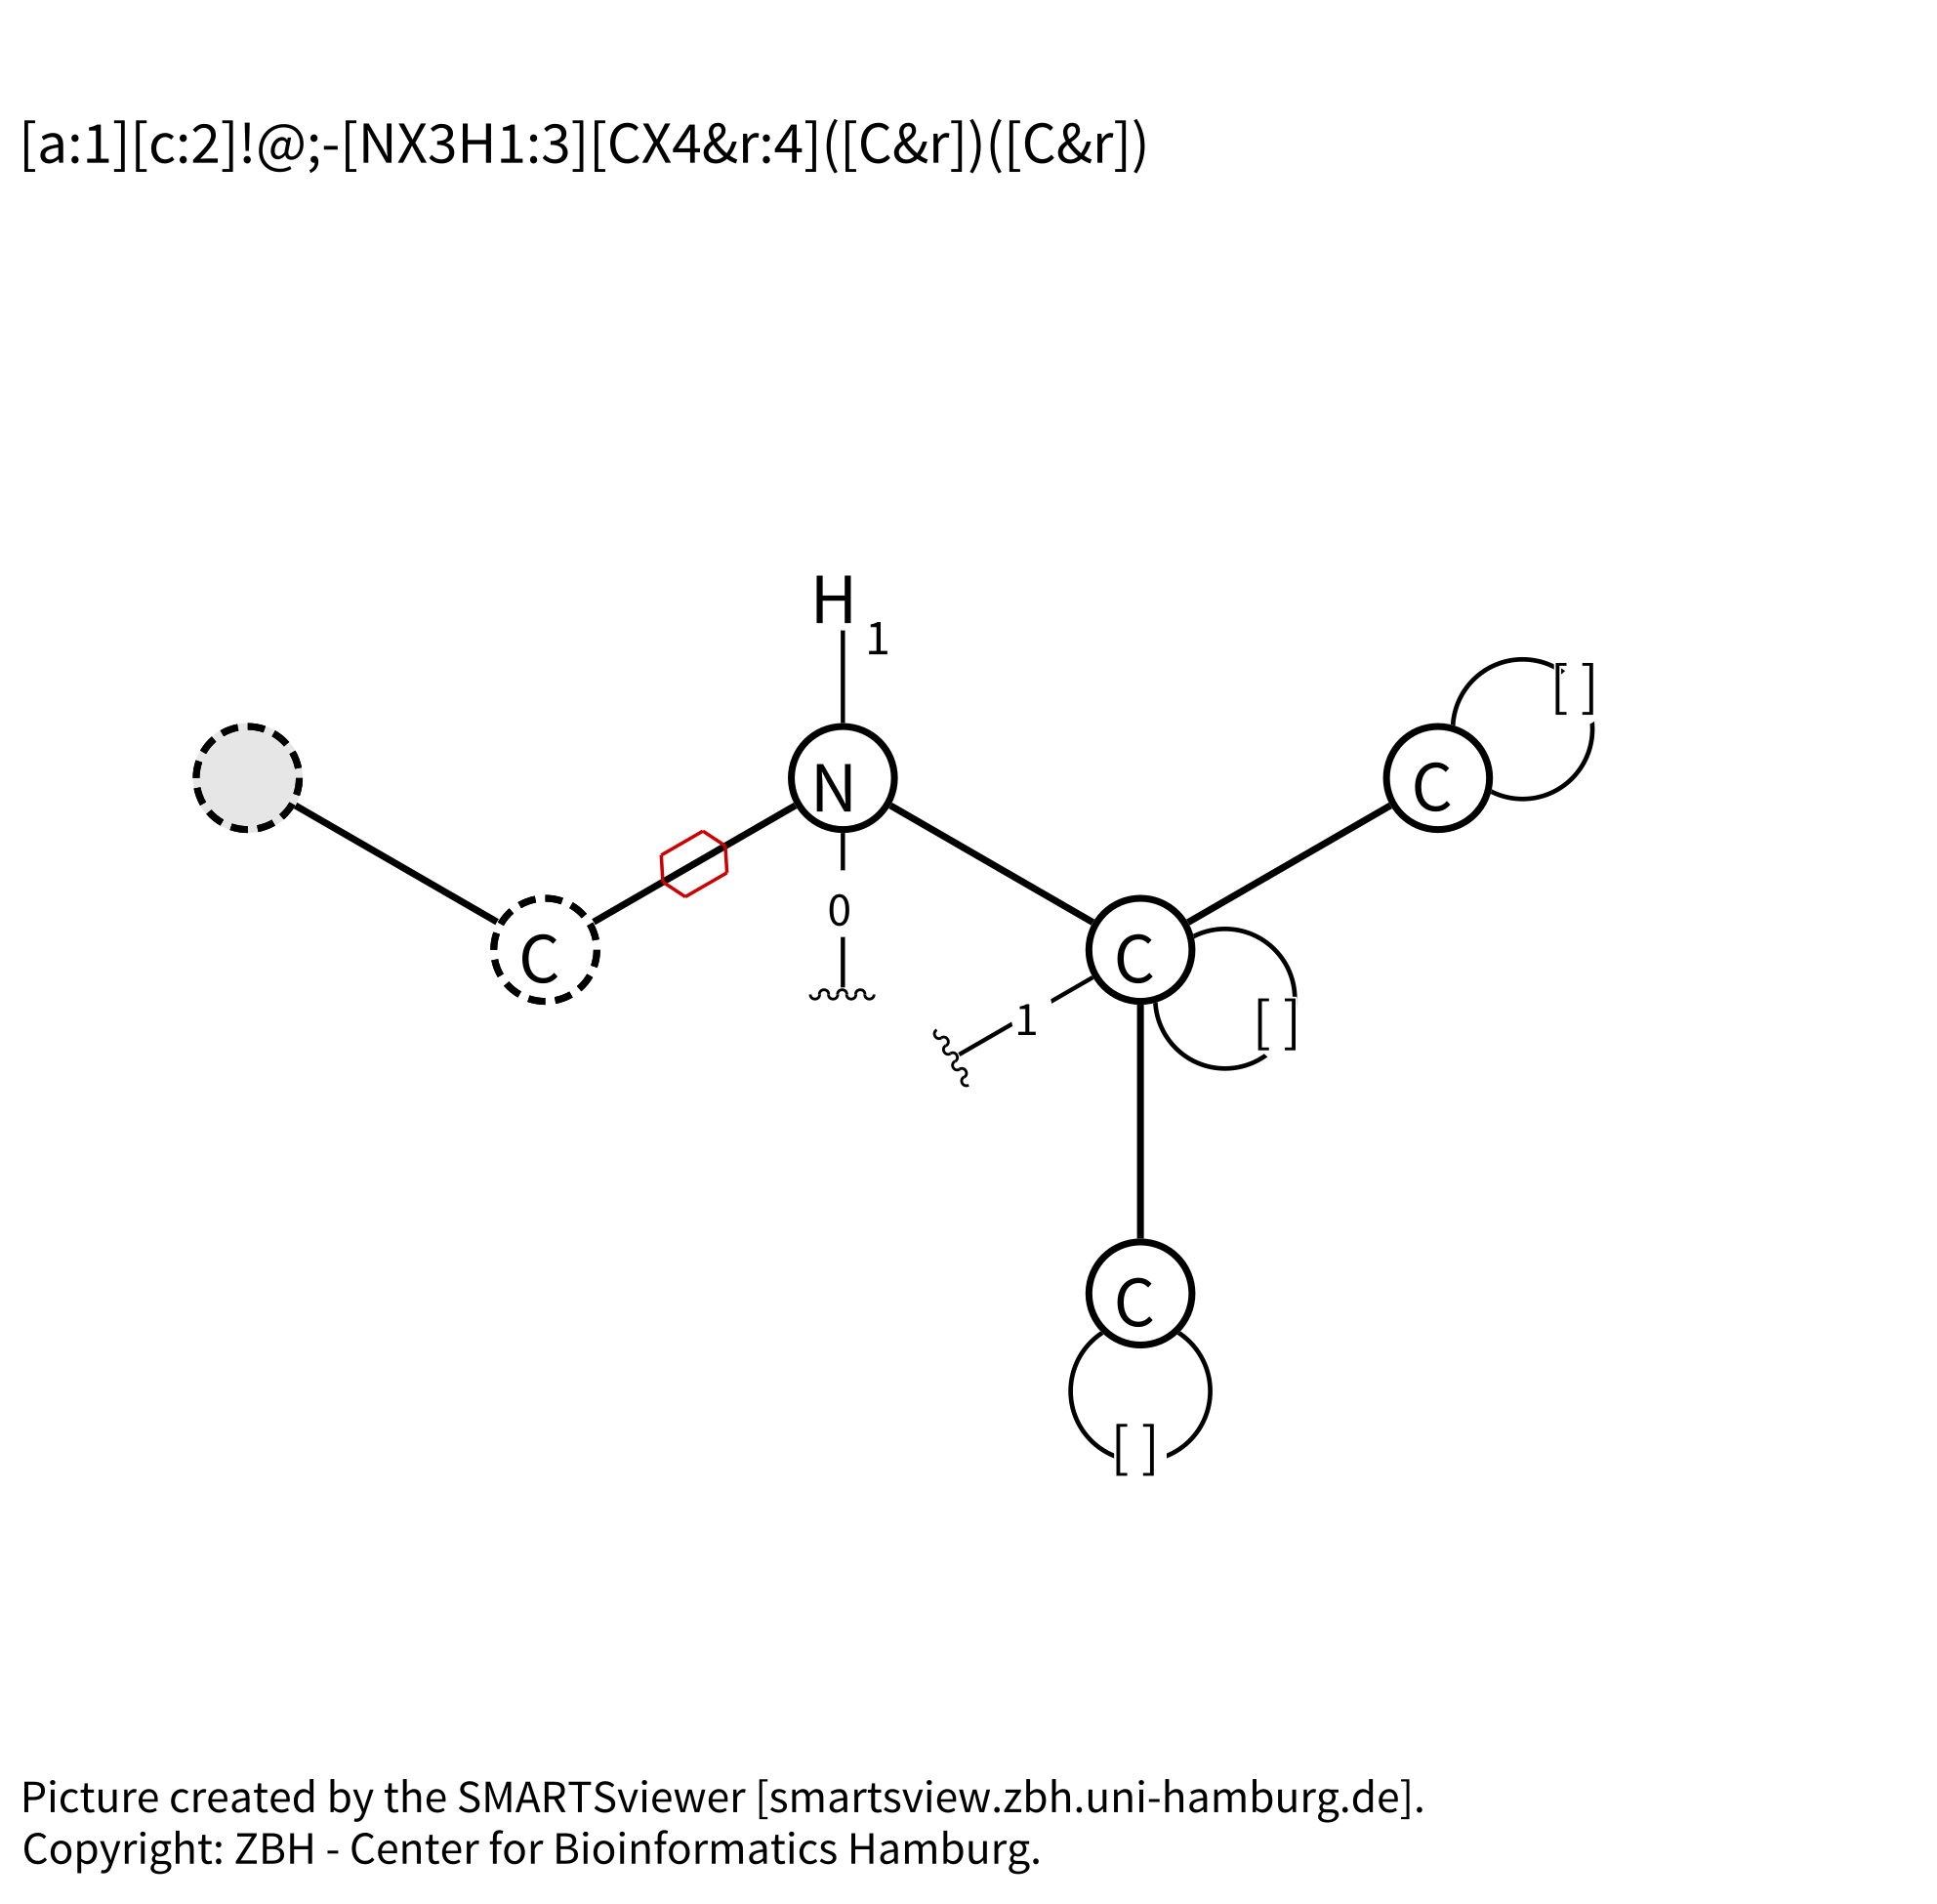 [a:1][c:2]!@;-[NX3H1:3][CX4&r:4]([C&r])([C&r])
H
1
N
C
[ ]
0
C
C
[ ]
1
C
[ ]
Picture created by the SMARTSviewer [smartsview.zbh.uni-hamburg.de].
Copyright: ZBH - Center for Bioinformatics Hamburg.